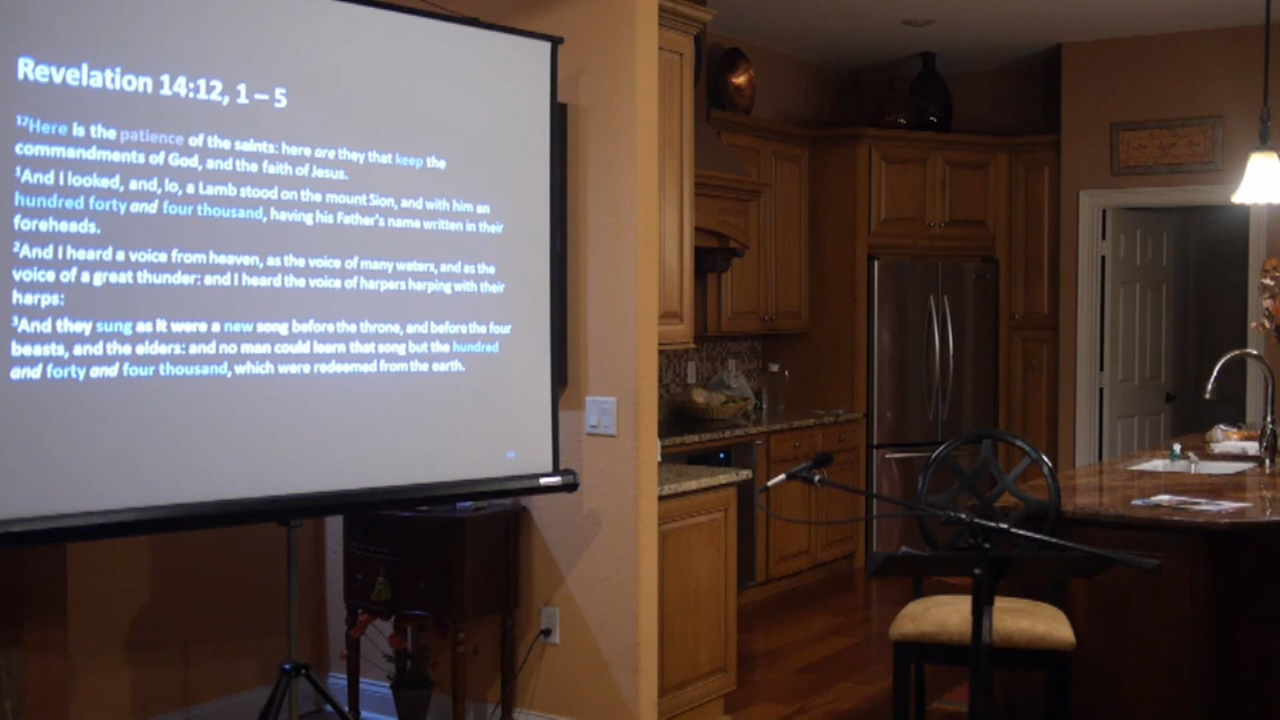 Revelation 14:12, 1 – 5
12Here is the patience of the saints: here are they that keep the
commandments of God, and the faith of Jesus.
1And I looked, and, lo, a Lamb stood on the mount Sion, and with him an
hundred forty and four thousand, having his Father's name written in their
foreheads.
2And I heard a voice from heaven, as the voice of many waters, and as the
voice of a great thunder: and I heard the voice of harpers harping with their
harps:
3And they sung as it were a new song before the throne, and before the four
beasts, and the elders: and no man could learn that song but the hundred
and forty and four thousand, which were redeemed from the earth.